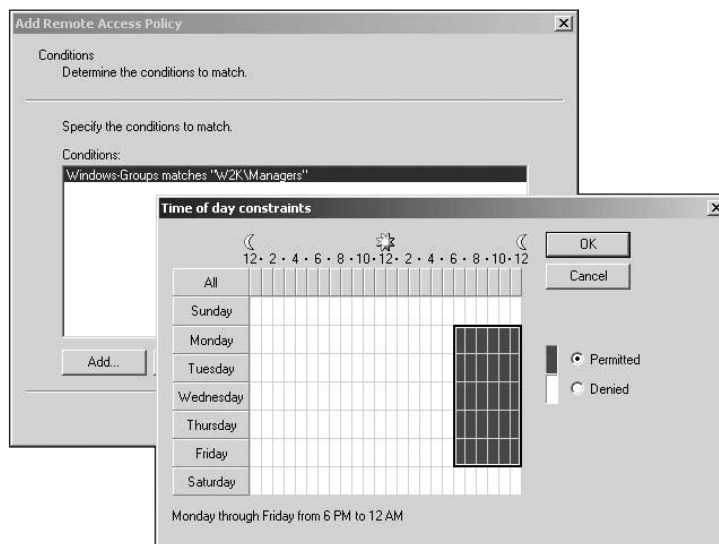 Add Remote Access Policy
Conditions
Determine the conditions to match.
Specify the conditions to match.
Conditions:
Windows-Groups matches "W2K\Managers"
Add...
Time of day constraints
12 · 2 · 4 · 6 · 8 · 10 · 12 · 2 · 4 · 6 · 8 · 10 · 12
All
Sunday
Monday
Tuesday
Wednesday
Thursday
Friday
Saturday
OK
Cancel
Permitted
Denied
Monday through Friday from 6 PM to 12 AM